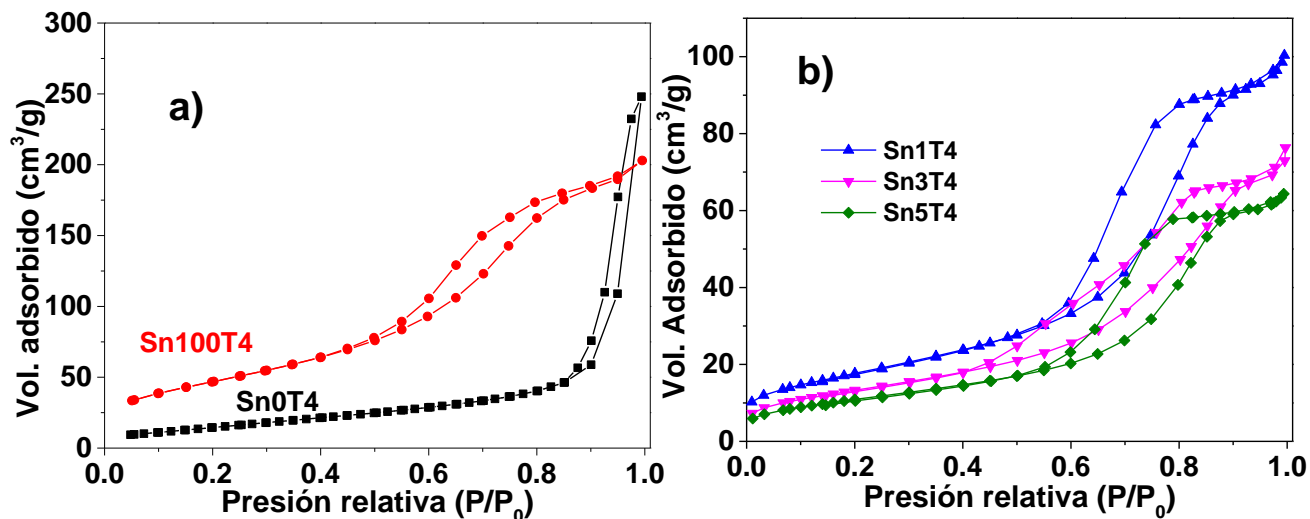 a)
300
250
200
150
100
50
0
Vol. adsorbido (cm³/g)
Sn100T4
Sn0T4
0.0 0.2 0.4 0.6 0.8 1.0
Presión relativa (P/P₀)
b)
100
80
60
40
20
0
Vol. Adsorbido (cm³/g)
Sn1T4
Sn3T4
Sn5T4
0.0 0.2 0.4 0.6 0.8 1.0
Presión relativa (P/P₀)